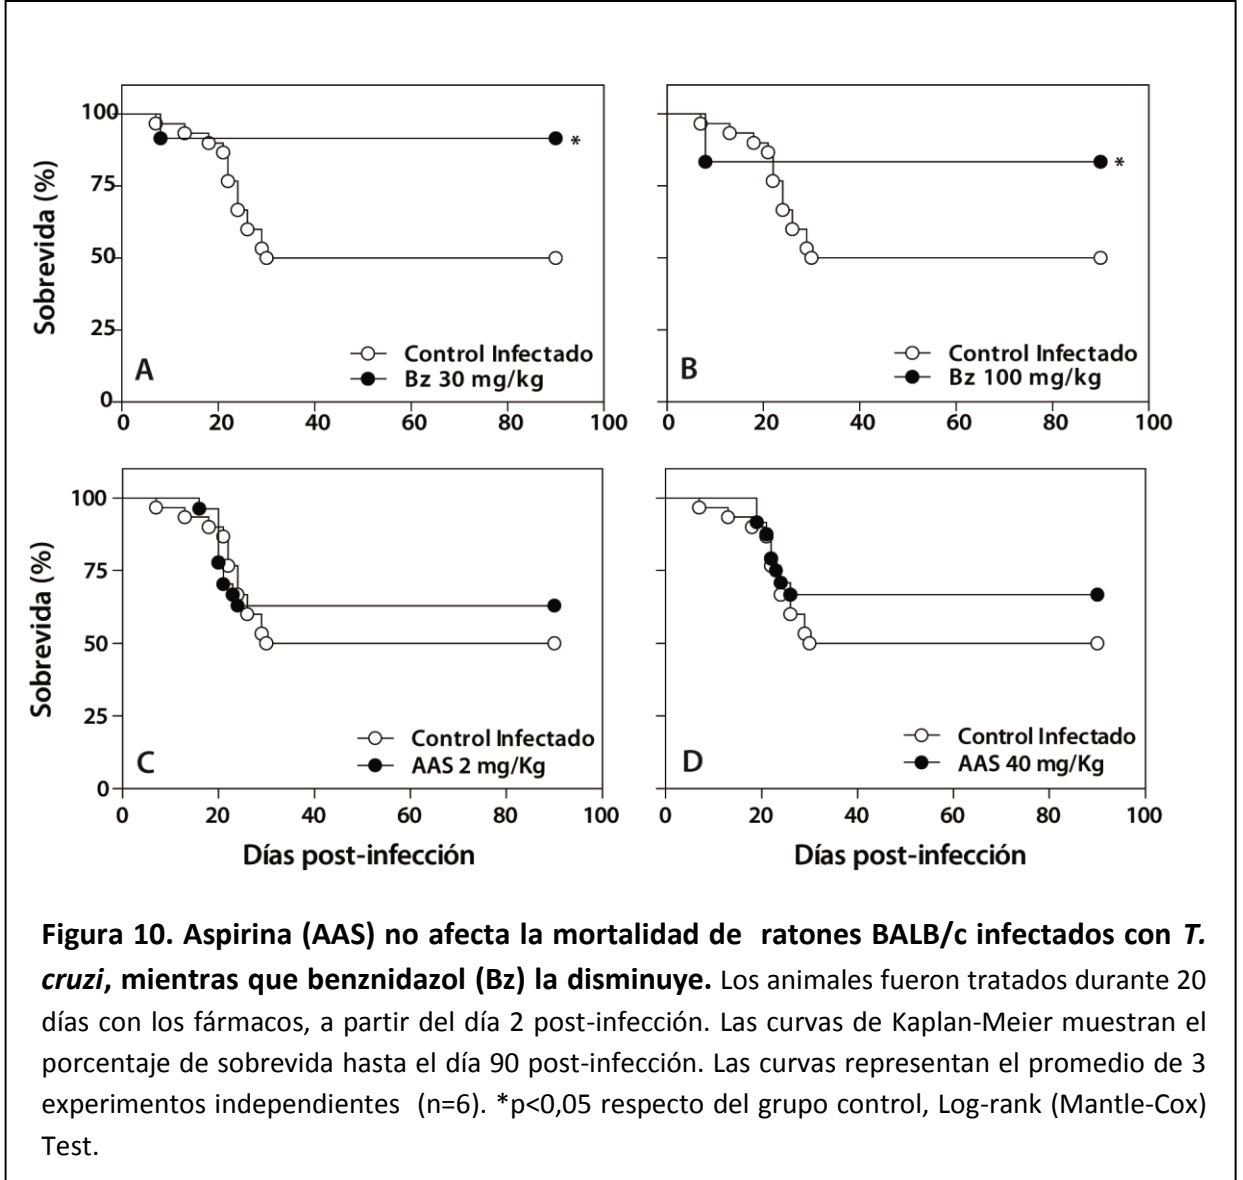 100
75
50
25
0
Sobrevida (%)
*
Control Infectado
Bz 30 mg/kg
A
0 20 40 60 80 100
*
Control Infectado
Bz 100 mg/kg
B
0 20 40 60 80 100
100
75
50
25
0
Sobrevida (%)
Control Infectado
AAS 2 mg/Kg
C
0 20 40 60 80 100
Días post-infección
Control Infectado
AAS 40 mg/Kg
D
0 20 40 60 80 100
Días post-infección
Figura 10. Aspirina (AAS) no afecta la mortalidad de ratones BALB/c infectados con T.
cruzi, mientras que benznidazol (Bz) la disminuye. Los animales fueron tratados durante 20
días con los fármacos, a partir del día 2 post-infección. Las curvas de Kaplan-Meier muestran el
porcentaje de sobrevida hasta el día 90 post-infección. Las curvas representan el promedio de 3
experimentos independientes (n=6). *p<0,05 respecto del grupo control, Log-rank (Mantle-Cox)
Test.